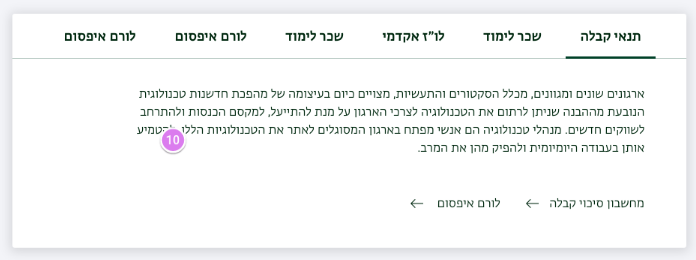 תנאי קבלה שכר לימוד לו"ז אקדמי שכר לימוד לורם איפסום לורם איפסום
ארגונים שונים ומגוונים, מכלל הסקטורים והתעשיות, מצויים כיום בעיצומה של מהפכת חדשנות טכנולוגית
הנובעת מההבנה שניתן לרתום את הטכנולוגיה לצרכי הארגון על מנת להתייעל, למקסם הכנסות ולהתרחב
לשווקים חדשים. מנהלי טכנולוגיה הם אנשי מפתח בארגון המסוגלים לאתר את הטכנולוגיות הללו
10
אותן בעבודה היומיומית ולהפיק מהן את המרב.
מחשבון סיכוי קבלה ← לורם איפסום ←